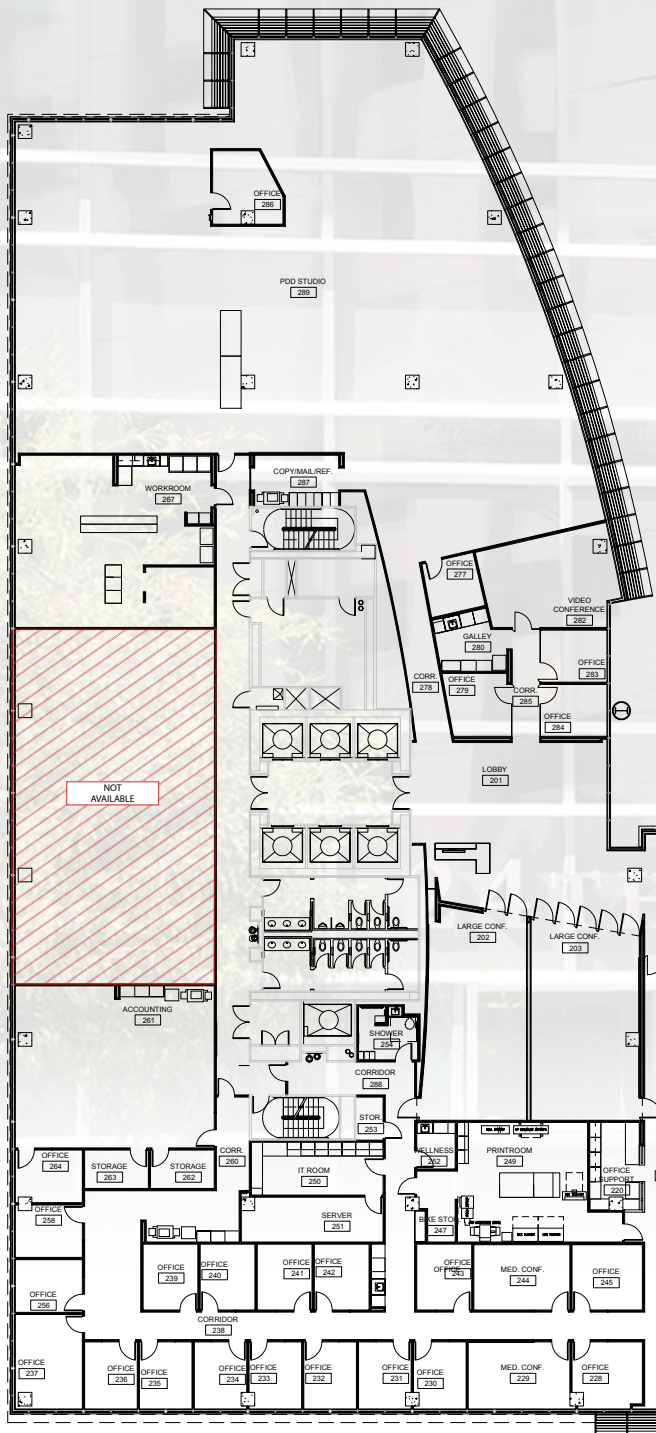 OFFICE
286
PDD STUDIO
289
COPY/MAIL/REF.
287
WORKROOM
267
OFFICE
277
VIDEO
CONFERENCE
282
GALLEY
280
OFFICE
283
CORR.
278
OFFICE
279
CORR.
285
OFFICE
284
LOBBY
201
NOT
AVAILABLE
LARGE CONF.
202
LARGE CONF.
203
ACCOUNTING
261
SHOWER
254
CORRIDOR
288
STOR.
253
OFFICE
264
STORAGE
263
STORAGE
262
CORR.
260
IT ROOM
250
WELLNESS
252
PRINTROOM
249
OFFICE
SUPPORT
220
OFFICE
258
SERVER
251
BIKE STOR.
247
OFFICE
256
OFFICE
239
OFFICE
240
OFFICE
241
OFFICE
242
OFFICE
OFFICE
243
MED. CONF.
244
OFFICE
245
CORRIDOR
238
OFFICE
237
OFFICE
236
OFFICE
235
OFFICE
234
OFFICE
233
OFFICE
232
OFFICE
231
OFFICE
230
MED. CONF.
229
OFFICE
228